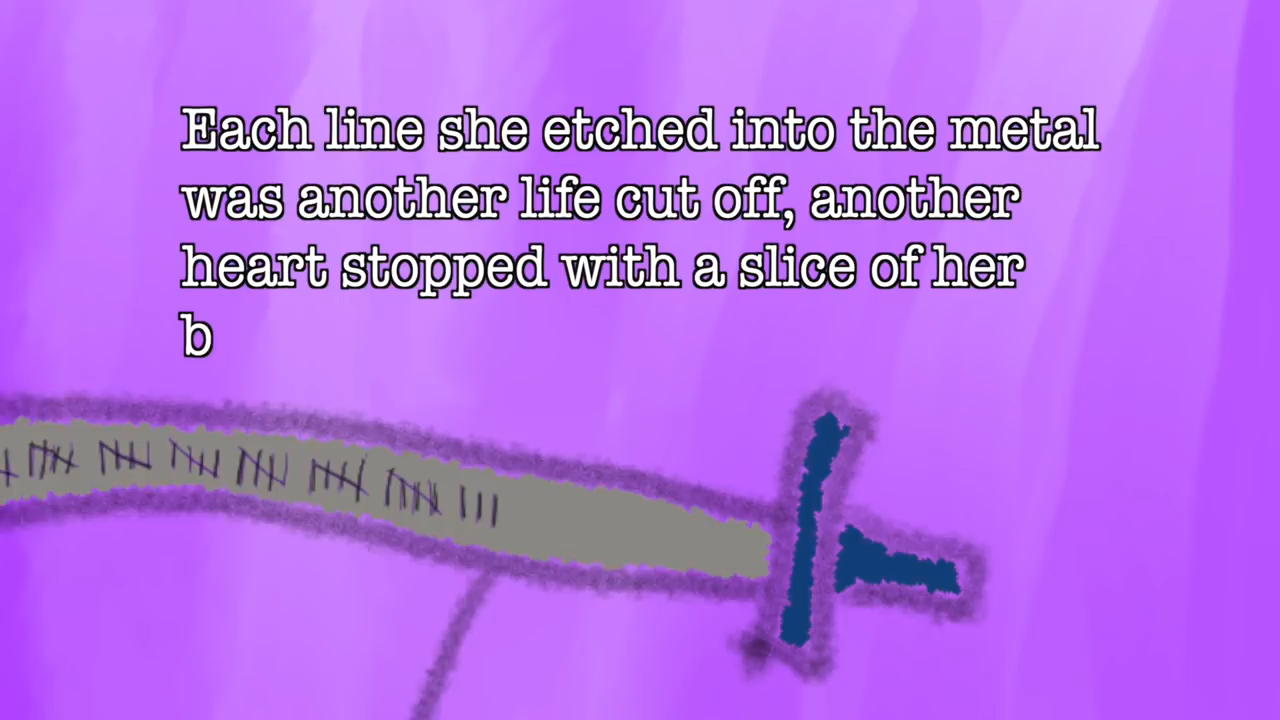 Each line she etched into the metal
was another life cut off, another
heart stopped with a slice of her
b